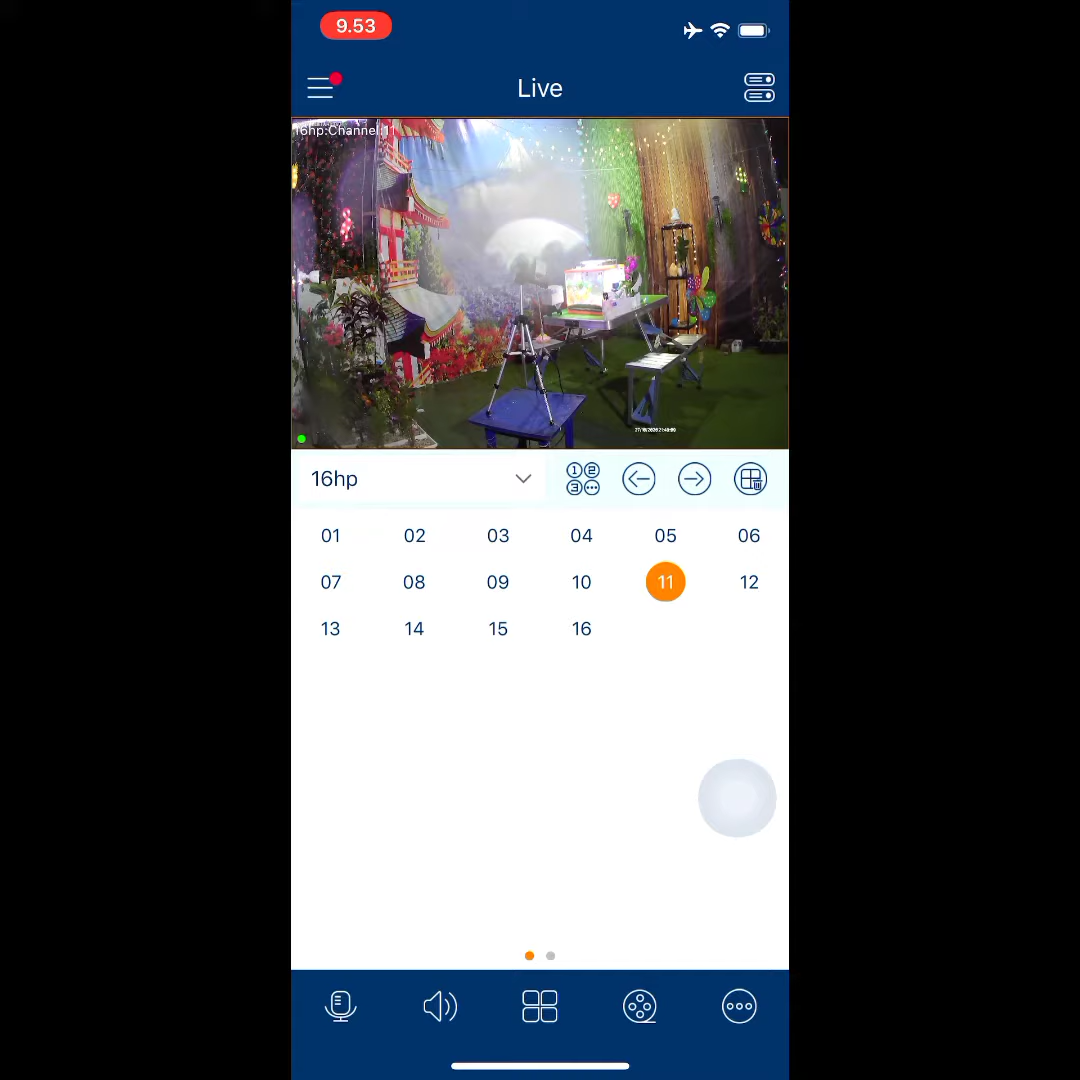 9.53
Live
16hp:Channel:11
16hp
01 02 03 04 05 06
07 08 09 10 11 12
13 14 15 16